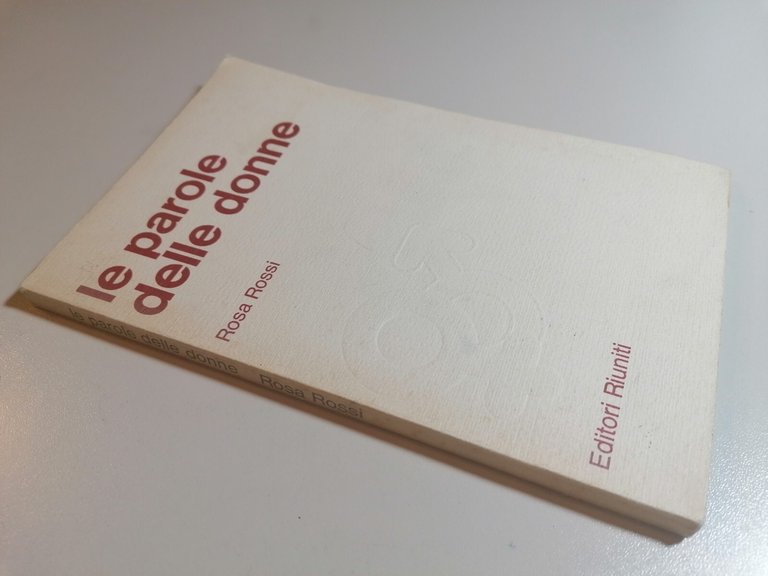 le parole
delle donne
Rosa Rossi
Editori Riuniti
le parole delle donne Rosa Rossi